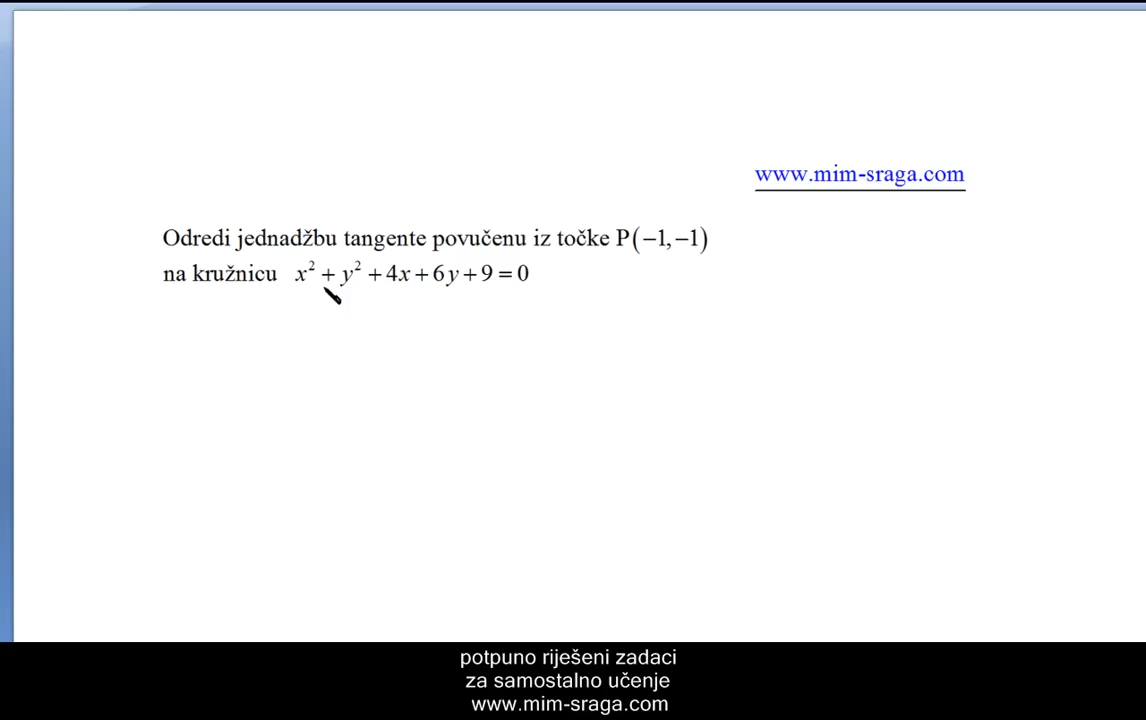 www.mim-sraga.com
Odredi jednadžbu tangente povučenu iz točke P(−1,−1)
na kružnicu x² + y² + 4x + 6y + 9 = 0
potpuno riješeni zadaci
za samostalno učenje
www.mim-sraga.com